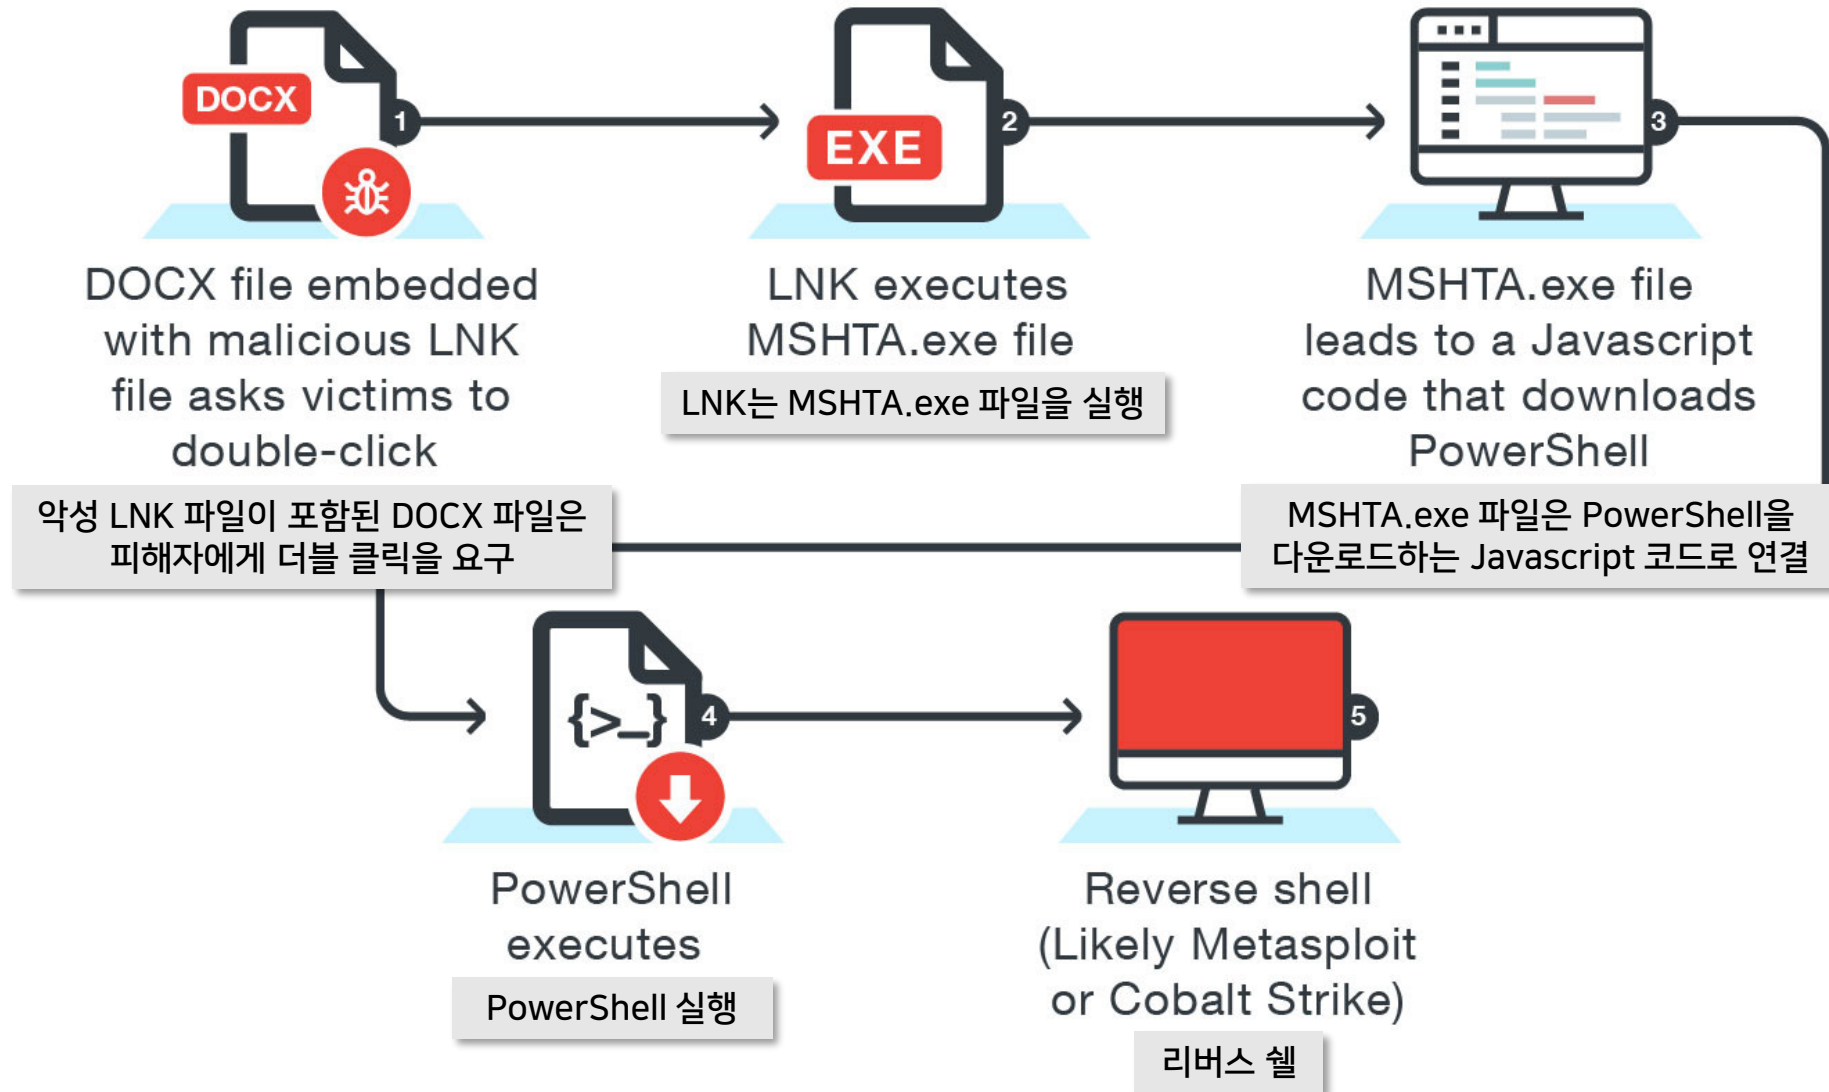 DOCX
1
EXE
2
3
DOCX file embedded
with malicious LNK
file asks victims to
double-click
악성 LNK 파일이 포함된 DOCX 파일은
피해자에게 더블 클릭을 요구
LNK executes
MSHTA.exe file
LNK는 MSHTA.exe 파일을 실행
MSHTA.exe file
leads to a Javascript
code that downloads
PowerShell
MSHTA.exe 파일은 PowerShell을
다운로드하는 Javascript 코드로 연결
{>_}
4
5
PowerShell
executes
PowerShell 실행
Reverse shell
(Likely Metasploit
or Cobalt Strike)
리버스 쉘